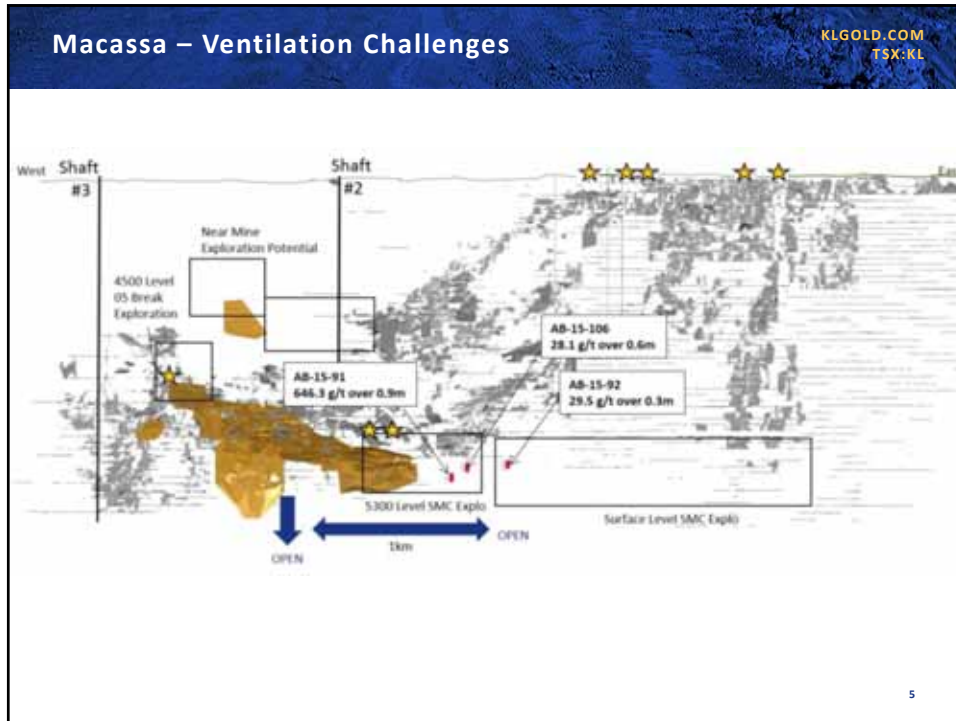 Macassa – Ventilation Challenges
KLGOLD.COM
TSX:KL
West
Shaft
#3
Shaft
#2
East
Near Mine
Exploration Potential
4500 Level
05 Break
Exploration
AB-15-106
28.1 g/t over 0.6m
AB-15-91
646.3 g/t over 0.9m
AB-15-92
29.5 g/t over 0.3m
5300 Level SMC Explo
Surface Level SMC Explo
1km
OPEN
OPEN
5